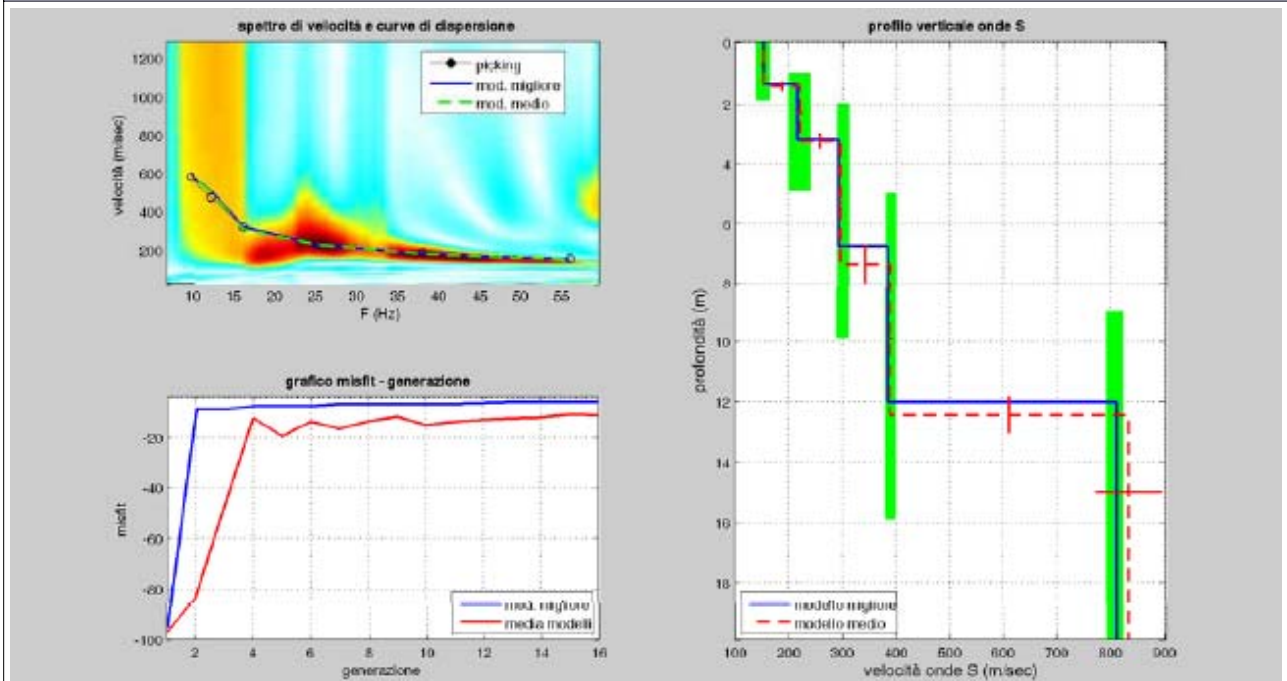 spettro di velocità e curve di dispersione
1200
1000
800
600
400
200
velocità (m/sec)
picking
mod. migliore
mod. medio
10 15 20 25 30 35 40 45 50 55
F (Hz)
grafico misfit - generazione
-20
-40
-60
-80
-100
misfit
mod. migliore
media modelli
2 4 6 8 10 12 14 16
generazione
profilo verticale onde S
0
2
4
6
8
10
12
14
16
18
profondità (m)
modello migliore
modello medio
100 200 300 400 500 600 700 800 900
velocità onde S (m/sec)